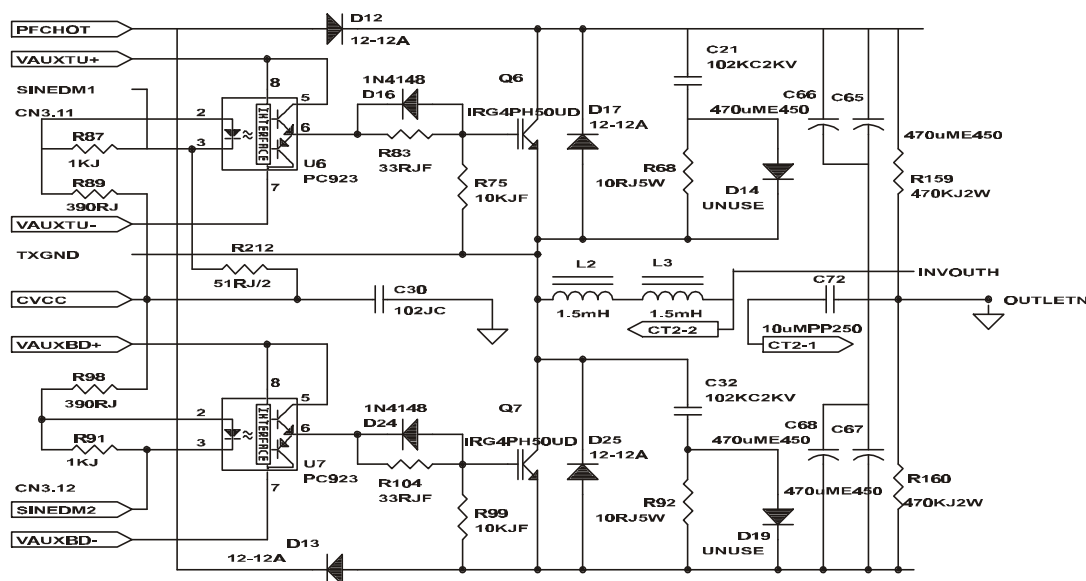 PFCHOT
D12
12-12A
VAUXTU+
SINEDM1
CN3.11
R87
1KJ
R89
390RJ
VAUXTU-
TXGND
CVCC
2
3
8
5
6
7
INTERFACE
U6
PC923
1N4148
D16
R83
33RJF
R75
10KJF
Q6
IRG4PH50UD
D17
12-12A
C21
102KC2KV
R68
10RJ5W
D14
UNUSE
C66
C65
470uME450
470uME450
R159
470KJ2W
R212
51RJ/2
C30
102JC
L2
1.5mH
L3
1.5mH
CT2-2
INVOUTH
C72
10uMPP250
CT2-1
OUTLETN
VAUXBD+
R98
390RJ
R91
1KJ
CN3.12
SINEDM2
VAUXBD-
2
3
8
5
6
7
INTERFACE
U7
PC923
1N4148
D24
R104
33RJF
R99
10KJF
Q7
IRG4PH50UD
D25
12-12A
C32
102KC2KV
R92
10RJ5W
D19
UNUSE
C68
C67
470uME450
470uME450
R160
470KJ2W
D13
12-12A